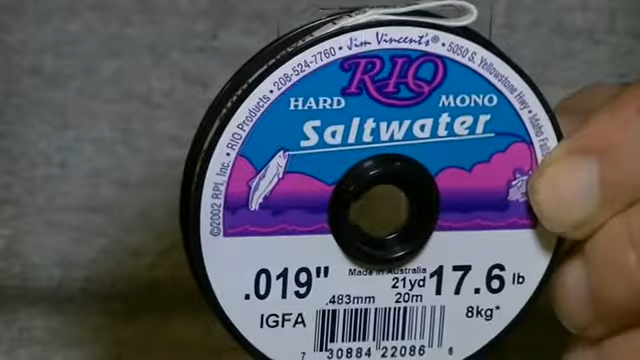 ©2002 RPI, Inc. • RIO Products • 208-524-7760 • Jim Vincent's® • 5050 S. Yellowstone Hwy • Idaho
RIO
HARD MONO
Saltwater
.019"
Made in Australia
21yd
17.6 lb
.483mm
20m
8kg*
IGFA
7 30884 22086 6